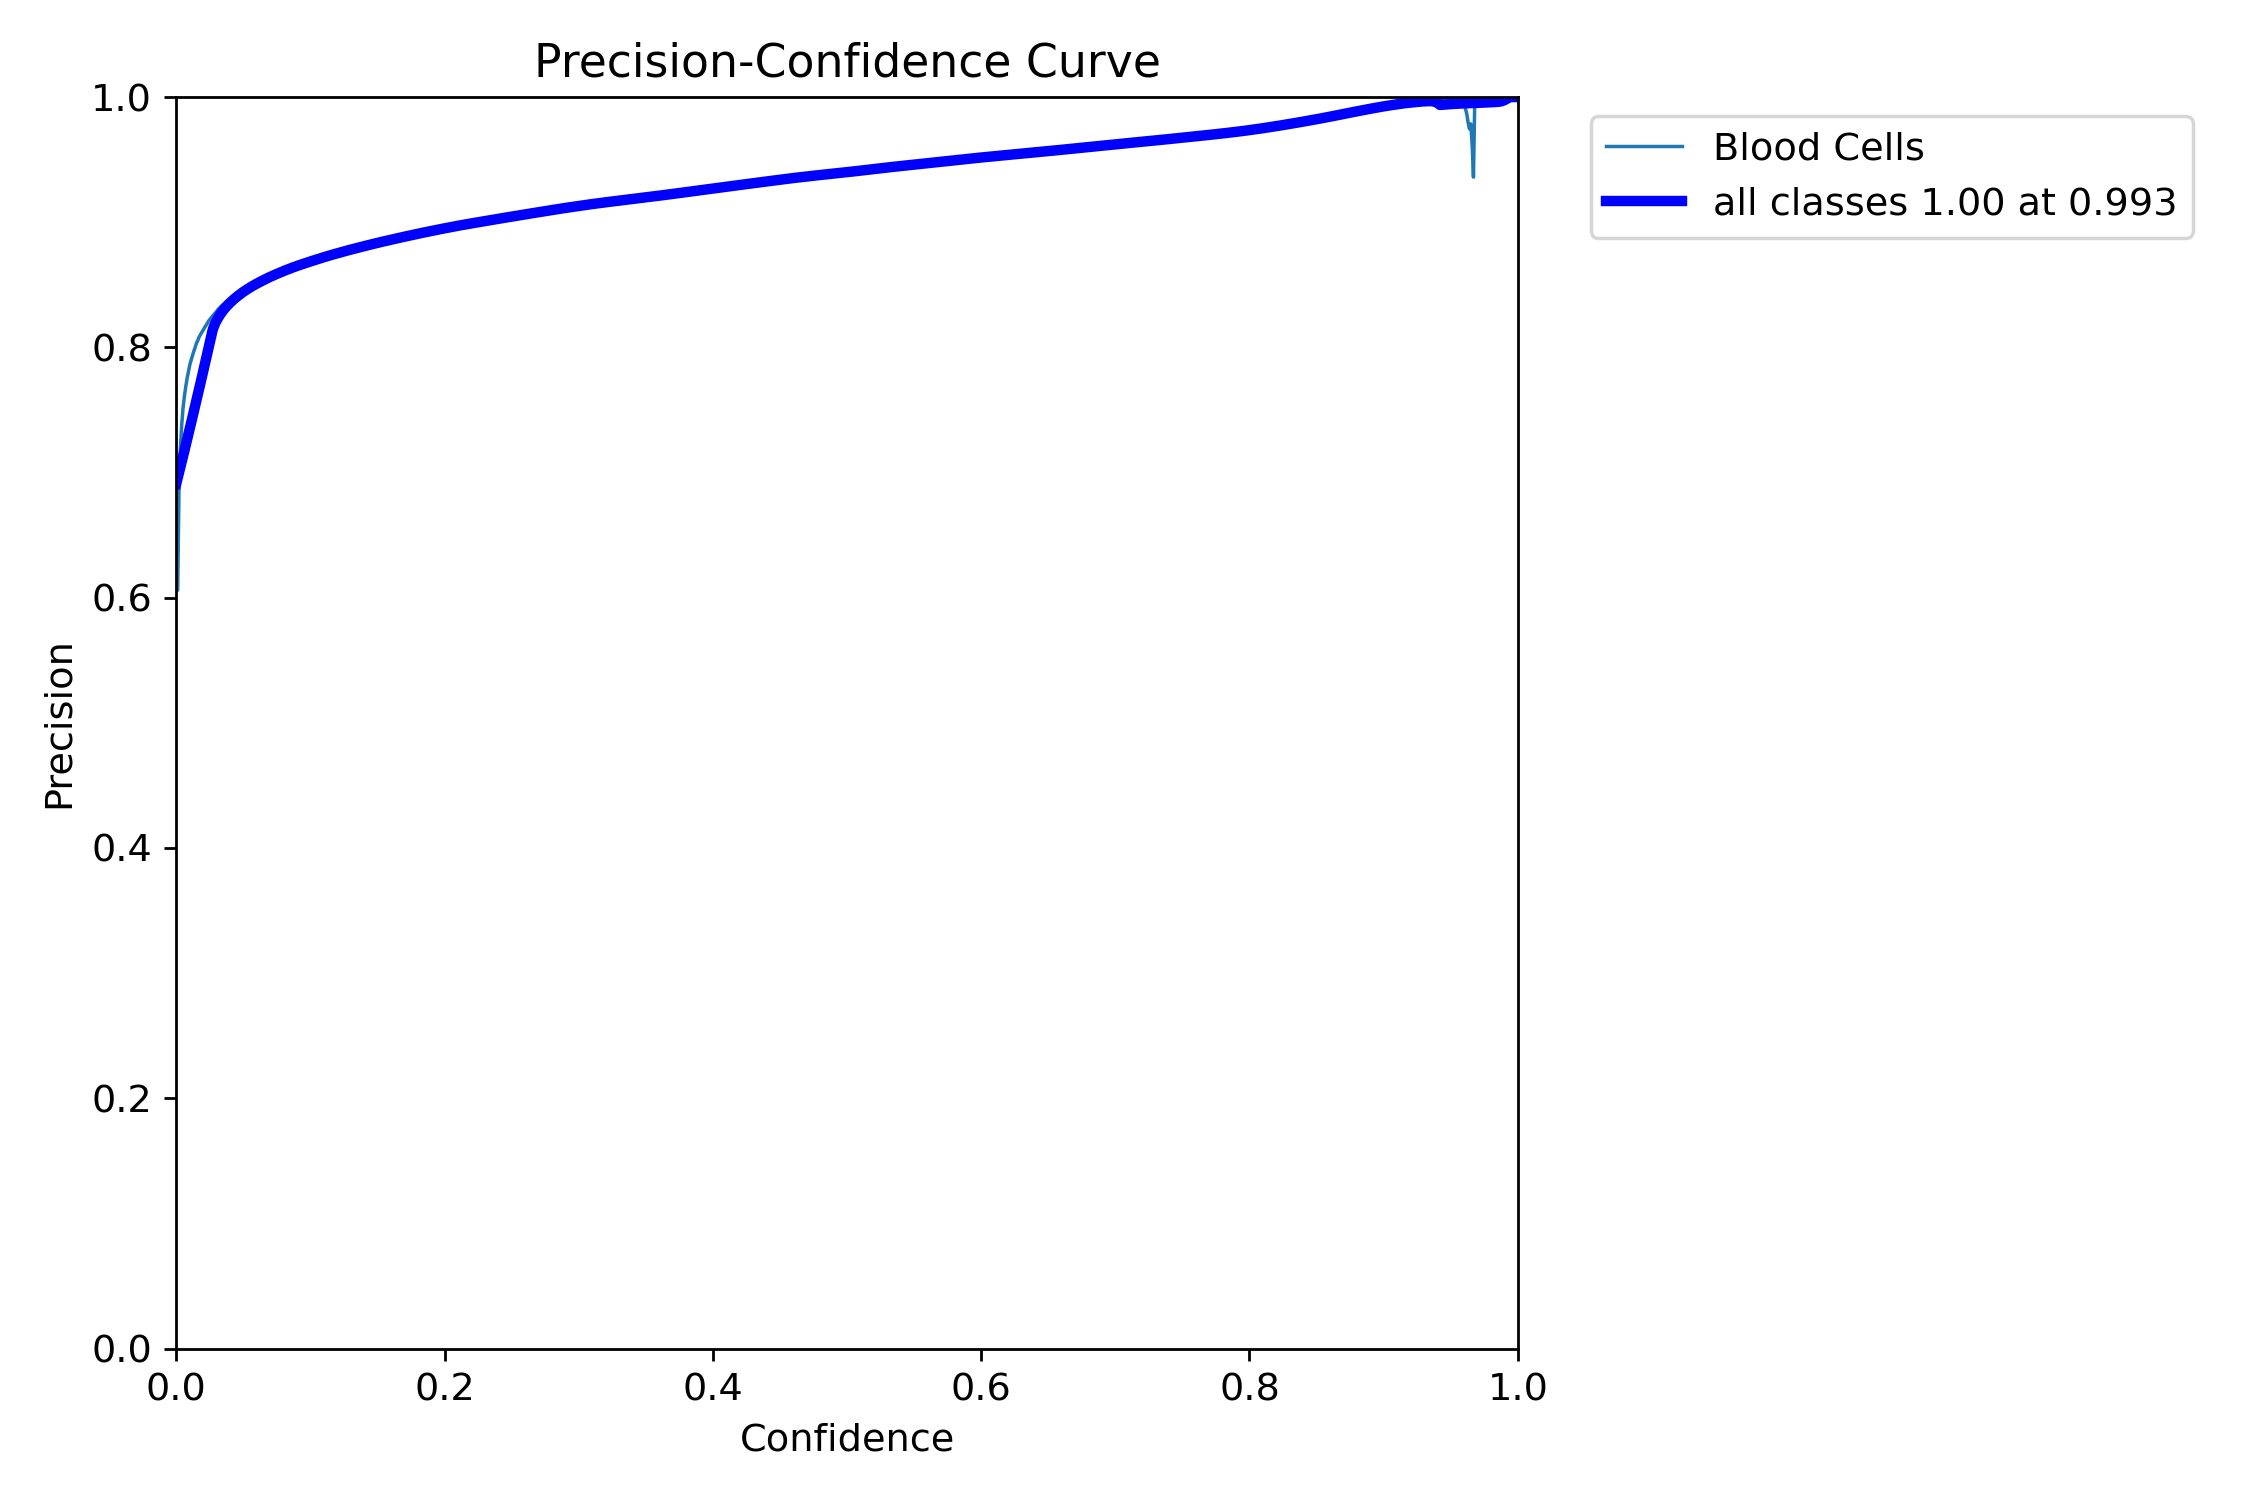 Precision-Confidence Curve
1.0
0.8
0.6
0.4
0.2
0.0
Precision
0.0 0.2 0.4 0.6 0.8 1.0
Confidence
Blood Cells
all classes 1.00 at 0.993